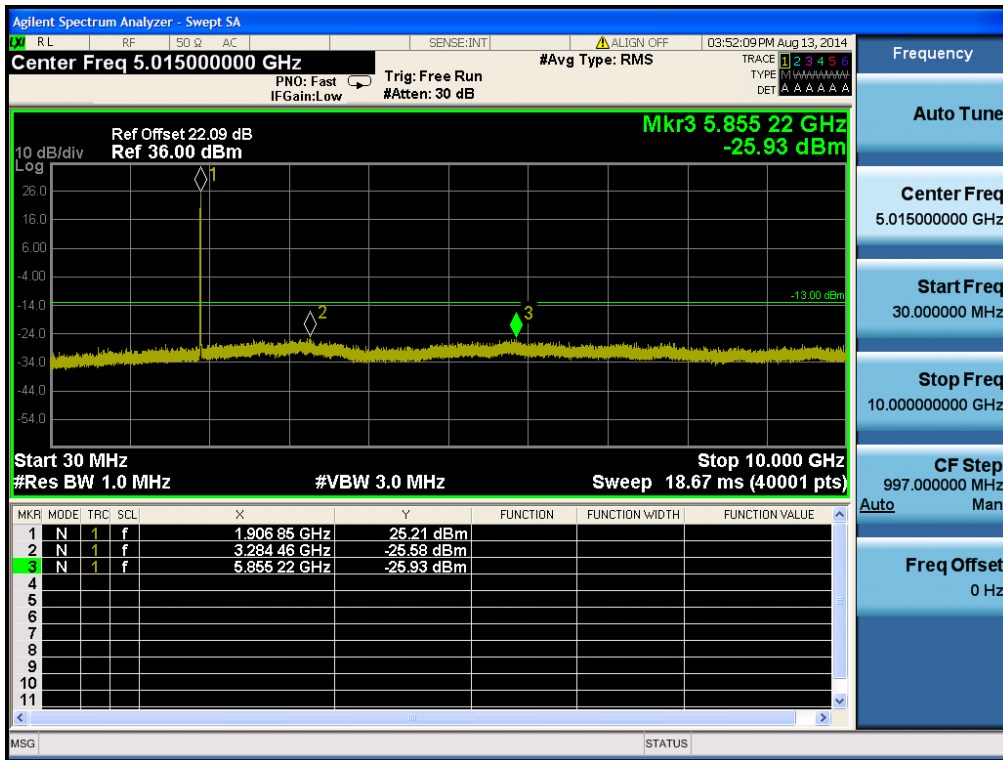 Agilent Spectrum Analyzer - Swept SA
LXI RL RF 50 Ω AC SENSE:INT ALIGN OFF 03:52:09 PM Aug 13, 2014
Center Freq 5.015000000 GHz
PNO: Fast
IFGain:Low
Trig: Free Run
#Atten: 30 dB
#Avg Type: RMS
TRACE 1 2 3 4 5 6
TYPE M
DET A A A A A A
Mkr3 5.855 22 GHz
-25.93 dBm
Ref Offset 22.09 dB
10 dB/div Ref 36.00 dBm
Log
26.0
16.0
6.00
-4.00
-14.0
-24.0
-34.0
-44.0
-54.0
1
2
3
-13.00 dBm
Start 30 MHz Stop 10.000 GHz
#Res BW 1.0 MHz #VBW 3.0 MHz Sweep 18.67 ms (40001 pts)
MKR MODE TRC SCL X Y FUNCTION FUNCTION WIDTH FUNCTION VALUE
1 N 1 f 1.906 85 GHz 25.21 dBm
2 N 1 f 3.284 46 GHz -25.58 dBm
3 N 1 f 5.855 22 GHz -25.93 dBm
4
5
6
7
8
9
10
11
MSG STATUS
Frequency
Auto Tune
Center Freq
5.015000000 GHz
Start Freq
30.000000 MHz
Stop Freq
10.000000000 GHz
CF Step
997.000000 MHz
Auto Man
Freq Offset
0 Hz